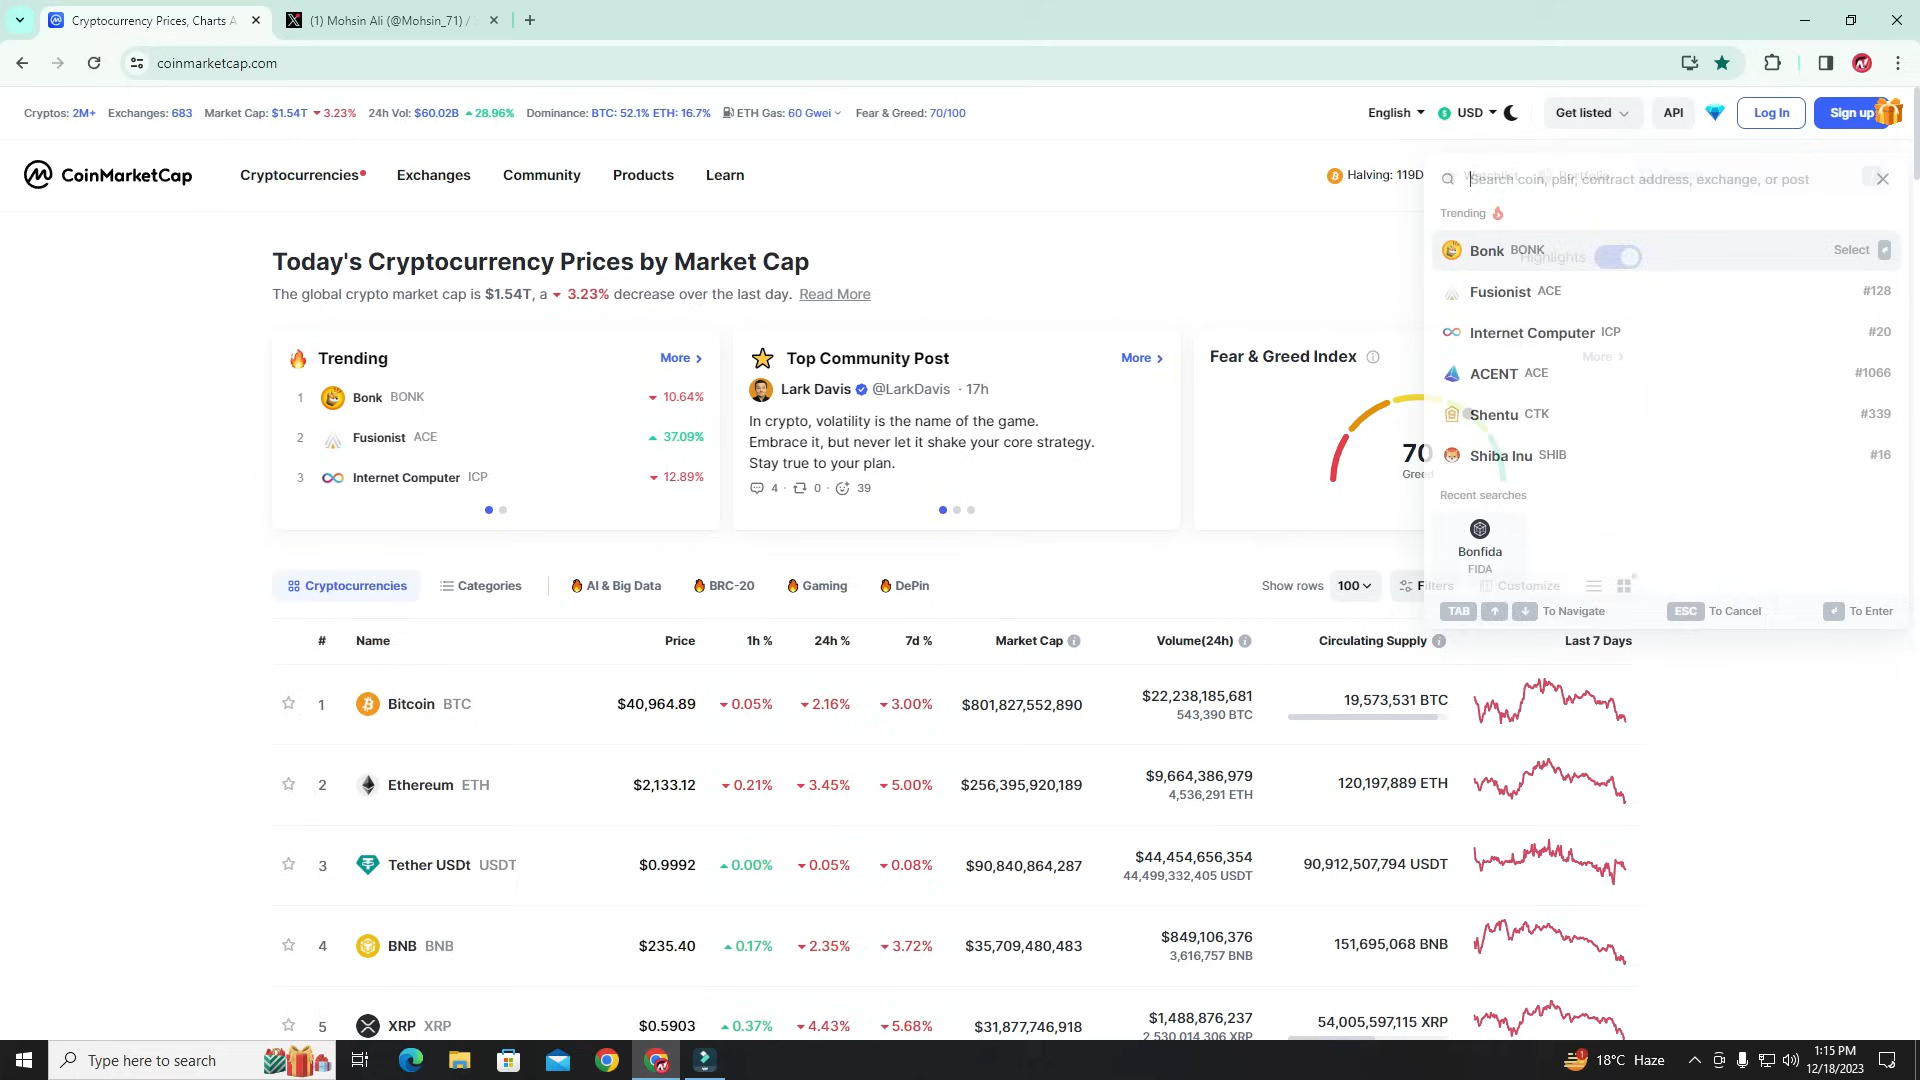 Cryptocurrency Prices, Charts A
(1) Mohsin Ali (@Mohsin_71) /
coinmarketcap.com
Cryptos: 2M+ Exchanges: 683 Market Cap: $1.54T 3.23% 24h Vol: $60.02B 28.96% Dominance: BTC: 52.1% ETH: 16.7% ETH Gas: 60 Gwei Fear & Greed: 70/100
English USD Get listed API Log In Sign up
CoinMarketCap Cryptocurrencies Exchanges Community Products Learn
Halving: 119D
Search coin, pair, contract address, exchange, or post
Trending
Bonk BONK Select
Highlights
Fusionist ACE #128
Internet Computer ICP #20
More
ACENT ACE #1066
Shentu CTK #339
Shiba Inu SHIB #16
Recent searches
Bonfida
FIDA
TAB To Navigate ESC To Cancel To Enter
Today's Cryptocurrency Prices by Market Cap
The global crypto market cap is $1.54T, a 3.23% decrease over the last day. Read More
Trending More
1 Bonk BONK 10.64%
2 Fusionist ACE 37.09%
3 Internet Computer ICP 12.89%
Top Community Post More
Lark Davis @LarkDavis · 17h
In crypto, volatility is the name of the game.
Embrace it, but never let it shake your core strategy.
Stay true to your plan.
4 · 0 · 39
Fear & Greed Index
70
Greed
Cryptocurrencies Categories AI & Big Data BRC-20 Gaming DePin
Show rows 100 Filters Customize
# Name Price 1h % 24h % 7d % Market Cap Volume(24h) Circulating Supply Last 7 Days
1 Bitcoin BTC $40,964.89 0.05% 2.16% 3.00% $801,827,552,890 $22,238,185,681 19,573,531 BTC
543,390 BTC
2 Ethereum ETH $2,133.12 0.21% 3.45% 5.00% $256,395,920,189 $9,664,386,979 120,197,889 ETH
4,536,291 ETH
3 Tether USDt USDT $0.9992 0.00% 0.05% 0.08% $90,840,864,287 $44,454,656,354 90,912,507,794 USDT
44,499,332,405 USDT
4 BNB BNB $235.40 0.17% 2.35% 3.72% $35,709,480,483 $849,106,376 151,695,068 BNB
3,616,757 BNB
5 XRP XRP $0.5903 0.37% 4.43% 5.68% $31,877,746,918 $1,488,876,237 54,005,597,115 XRP
2,530,014,306 XRP
Type here to search
1
18°C Haze
1:15 PM
12/18/2023